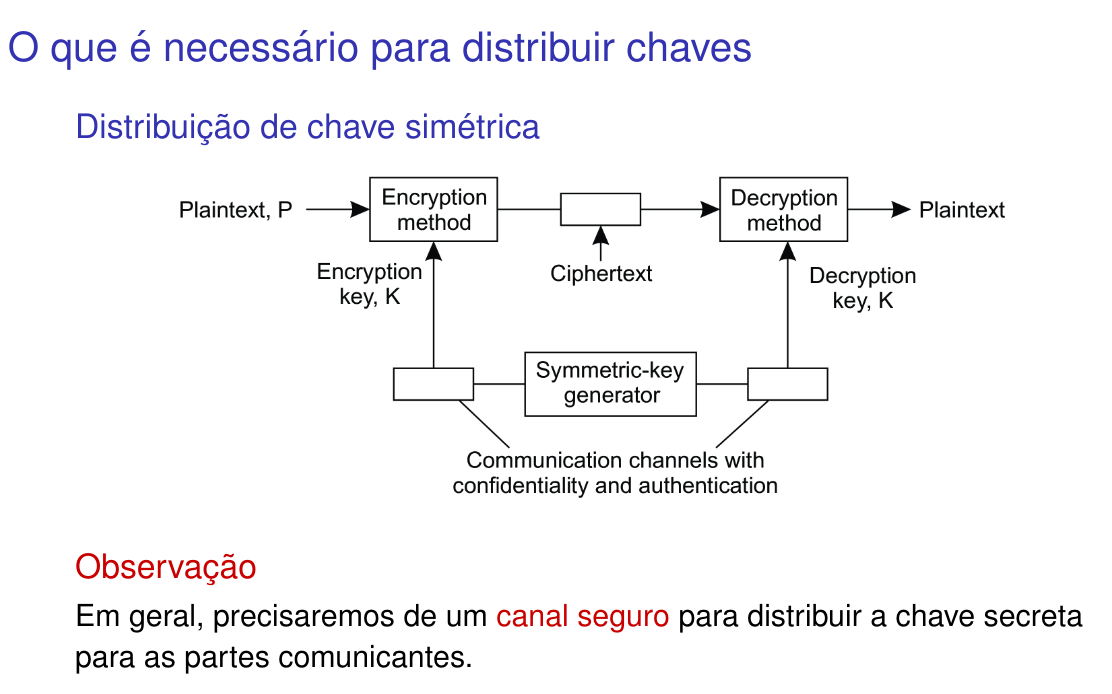 O que é necessário para distribuir chaves
Distribuição de chave simétrica
Plaintext, P
Encryption
method
Decryption
method
Plaintext
Encryption
key, K
Ciphertext
Decryption
key, K
Symmetric-key
generator
Communication channels with
confidentiality and authentication
Observação
Em geral, precisaremos de um canal seguro para distribuir a chave secreta
para as partes comunicantes.